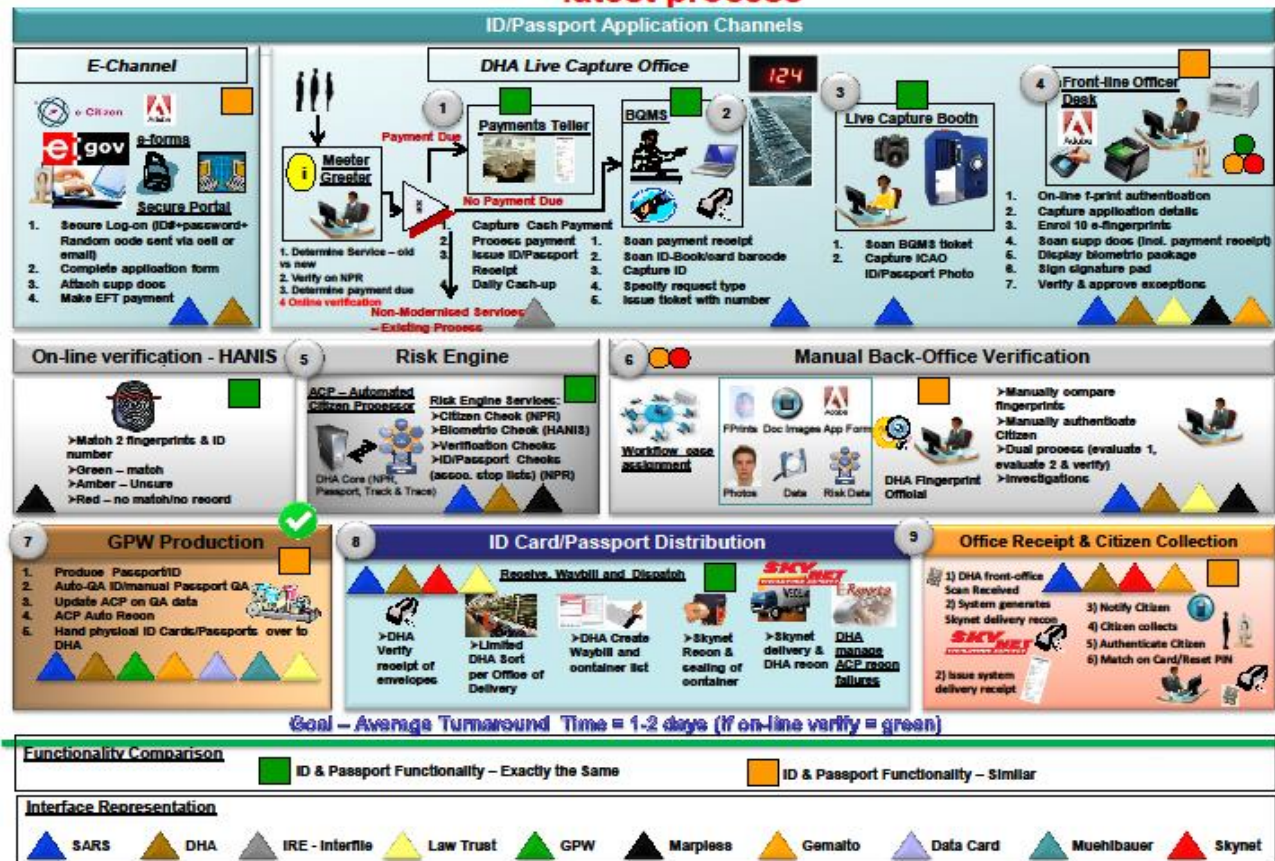 latest process
ID/Passport Application Channels
E-Channel
e-Citizen
Adobe
e gov
e-forms
Secure Portal
1. Secure Log-on (ID#+password+
Random code sent via cell or
email)
2. Complete application form
3. Attach supp docs
4. Make EFT payment
DHA Live Capture Office
124
i
Meeter
Greeter
1. Determine Service – old
vs new
2. Verify on NPR
3. Determine payment due
4 Online verification
Payment Due
No Payment Due
Non-Modernised Services
– Existing Process
1
Payments Teller
1. Capture Cash Payment
2. Process payment
3. Issue ID/Passport
Receipt
Daily Cash-up
BQMS
2
1. Scan payment receipt
2. Scan ID-Book/card barcode
3. Capture ID
4. Specify request type
5. Issue ticket with number
3
Live Capture Booth
1. Scan BQMS ticket
2. Capture ICAO
ID/Passport Photo
4
Front-line Officer
Desk
Adobe
1. On-line f-print authentication
2. Capture application details
3. Enrol 10 e-fingerprints
4. Scan supp docs (incl. payment receipt)
5. Display biometric package
6. Sign signature pad
7. Verify & approve exceptions
On-line verification - HANIS
➢Match 2 fingerprints & ID
number
➢Green – match
➢Amber – Unsure
➢Red – no match/no record
5
Risk Engine
ACP – Automated
Citizen Processor
DHA Core (NPR,
Passport, Track & Trace)
Risk Engine Services:
➢Citizen Check (NPR)
➢Biometric Check (HANIS)
➢Verification Checks
➢ID/Passport Checks
(assoc. stop lists) (NPR)
6
Manual Back-Office Verification
Workflow case
assignment
FPrints
Doc Images
App Form
Photos
Data
Risk Data
DHA Fingerprint
Official
➢Manually compare
fingerprints
➢Manually authenticate
Citizen
➢Dual process (evaluate 1,
evaluate 2 & verify)
➢Investigations
7
GPW Production
1. Produce Passport/ID
2. Auto-QA ID/manual Passport QA
3. Update ACP on QA data
4. ACP Auto Recon
5. Hand physical ID Cards/Passports over to
DHA
8
ID Card/Passport Distribution
Receive, Waybill and Dispatch
➢DHA
Verify
receipt of
envelopes
➢Limited
DHA Sort
per Office of
Delivery
➢DHA Create
Waybill and
container list
➢Skynet
Recon &
sealing of
container
SKYNET
➢Skynet
delivery &
DHA recon
E Reports
DHA
manage
ACP recon
failures
9
Office Receipt & Citizen Collection
1) DHA front-office
Scan Received
2) System generates
Skynet delivery recon
SKYNET
2) Issue system
delivery receipt
3) Notify Citizen
4) Citizen collects
5) Authenticate Citizen
6) Match on Card/Reset PIN
Goal – Average Turnaround Time = 1-2 days (if on-line verify = green)
Functionality Comparison
ID & Passport Functionality – Exactly the Same
ID & Passport Functionality – Similar
Interface Representation
SARS
DHA
IRE - Interfile
Law Trust
GPW
Marpless
Gemalto
Data Card
Muehlbauer
Skynet